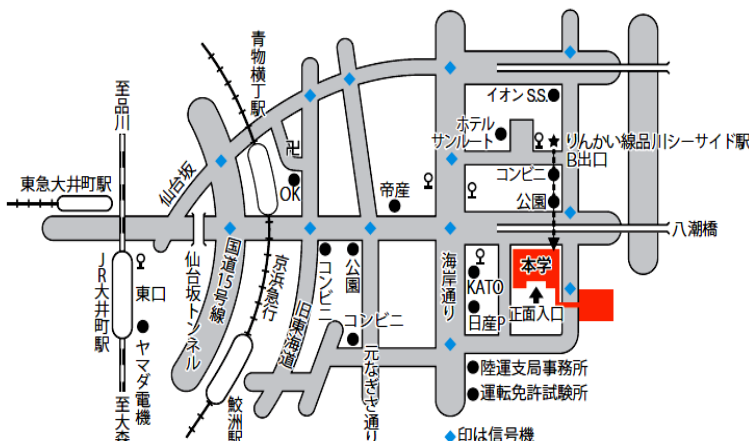 至品川
青物横丁駅
イオンS.S.
ホテル
サンルート
りんかい線品川シーサイド駅
B出口
卍
OK
仙台坂
東急大井町駅
帝産
コンビニ
公園
八潮橋
JR大井町駅
東口
ヤマダ電機
至大森
仙台坂トンネル
国道15号線
京浜急行
鮫洲駅
旧東海道
コンビニ
公園
コンビニ
元なぎさ通り
海岸通り
KATO
日産P
本学
正面入口
陸運支局事務所
運転免許試験所
印は信号機